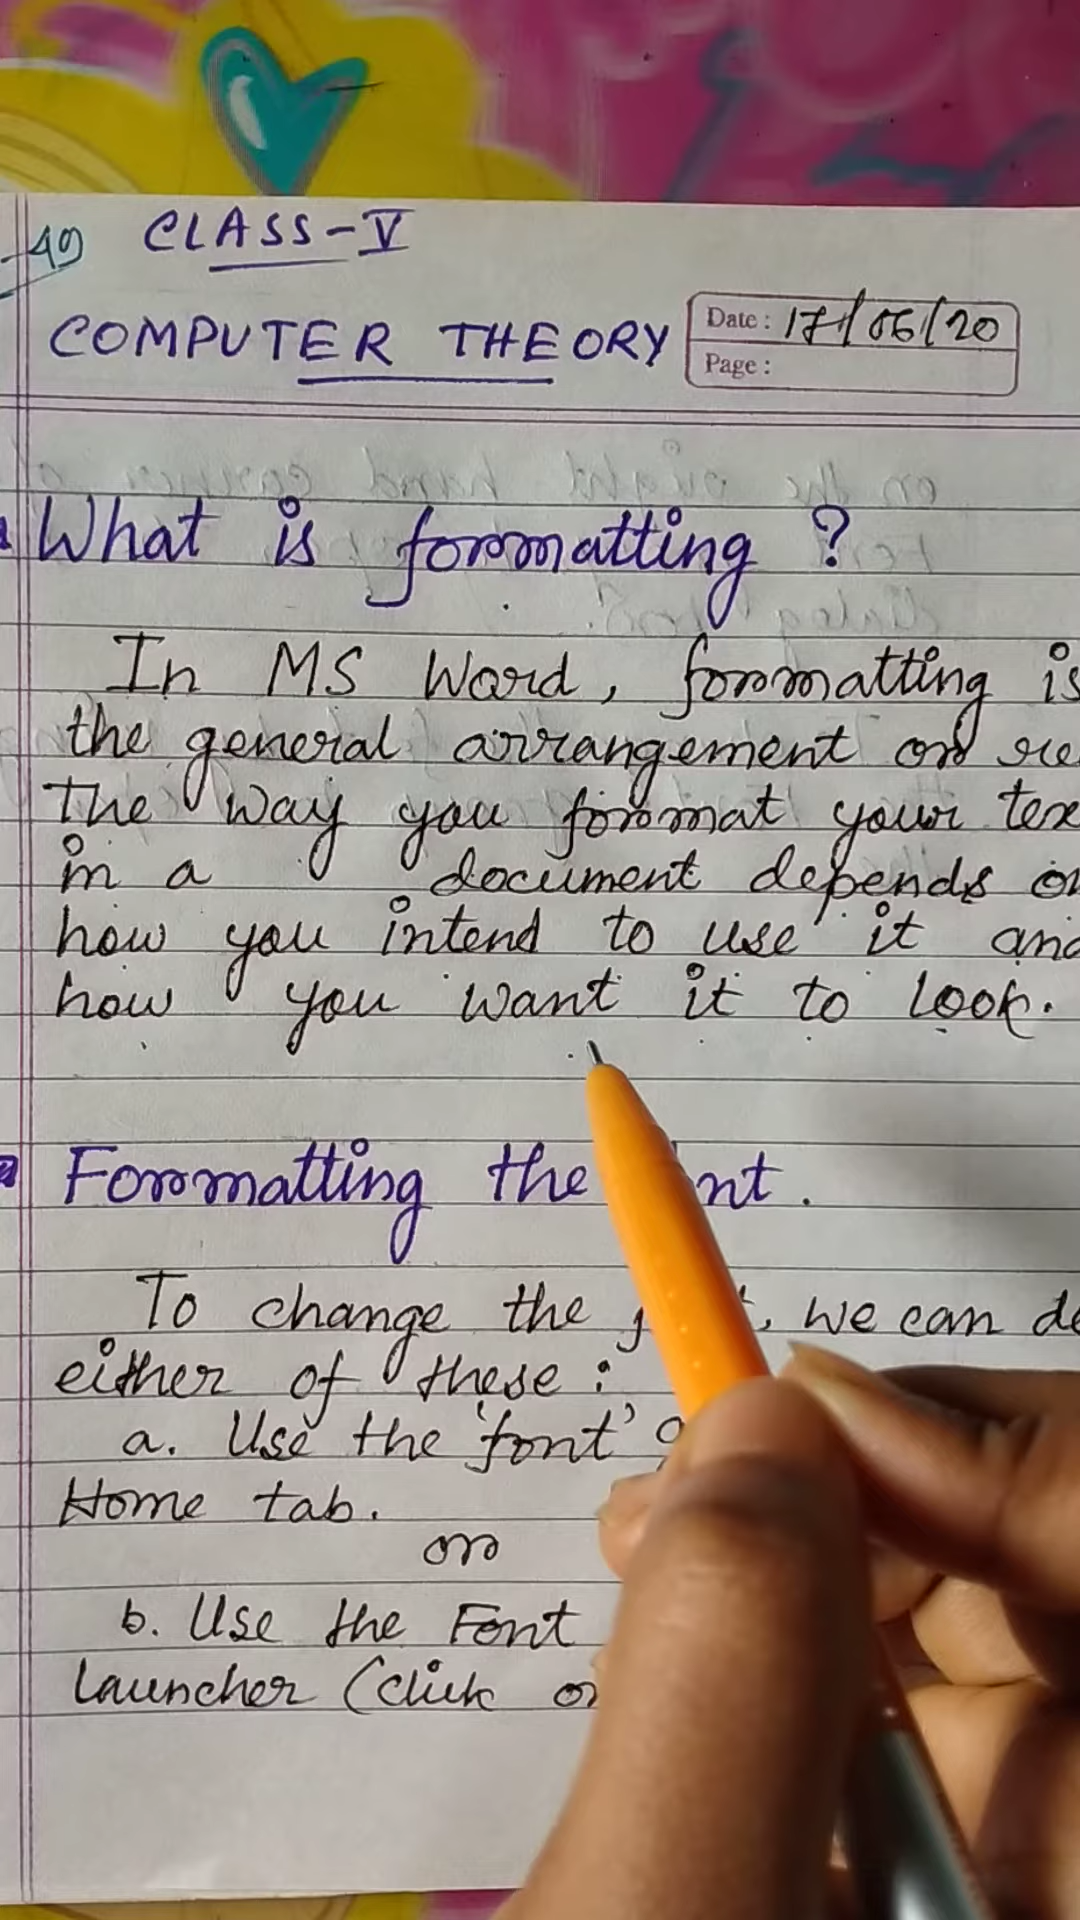 49
CLASS-V
COMPUTER THEORY
Date: 17/06/20
Page:
What is formatting ?
In MS Word, formatting is
the general arrangement or
The way you format your
in a document depends
how you intend to use it
how you want it to look.
Formatting the
To change the we can
either of these :
a. Use the 'font'
Home tab.
or
b. Use the Font
Launcher (click